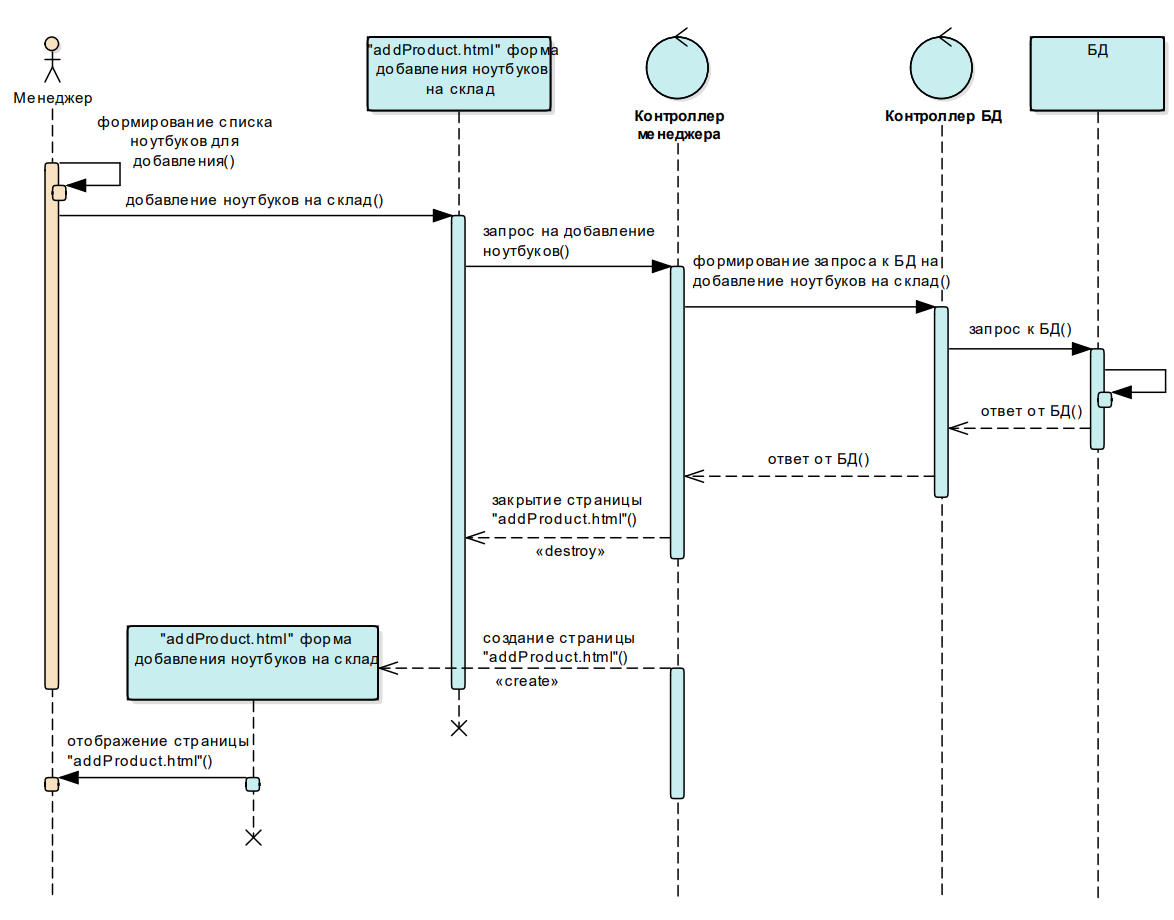 Менеджер
"addProduct.html" форма
добавления ноутбуков
на склад
Контроллер
менеджера
Контроллер БД
БД
формирование списка
ноутбуков для
добавления()
добавление ноутбуков на склад()
запрос на добавление
ноутбуков()
формирование запроса к БД на
добавление ноутбуков на склад()
запрос к БД()
ответ от БД()
ответ от БД()
закрытие страницы
"addProduct.html"()
«destroy»
"addProduct.html" форма
добавления ноутбуков на склад
создание страницы
"addProduct.html"()
«create»
отображение страницы
"addProduct.html"()